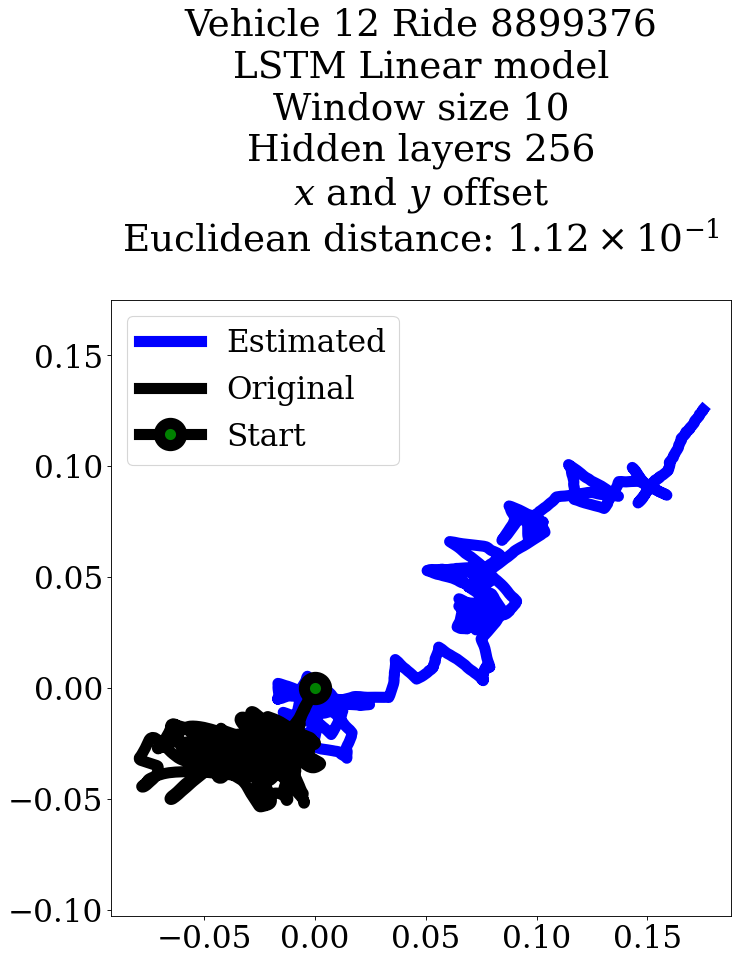 Vehicle 12 Ride 8899376
LSTM Linear model
Window size 10
Hidden layers 256
x and y offset
Euclidean distance: 1.12 × 10⁻¹
Estimated
Original
Start
0.15
0.10
0.05
0.00
−0.05
−0.10
−0.05 0.00 0.05 0.10 0.15